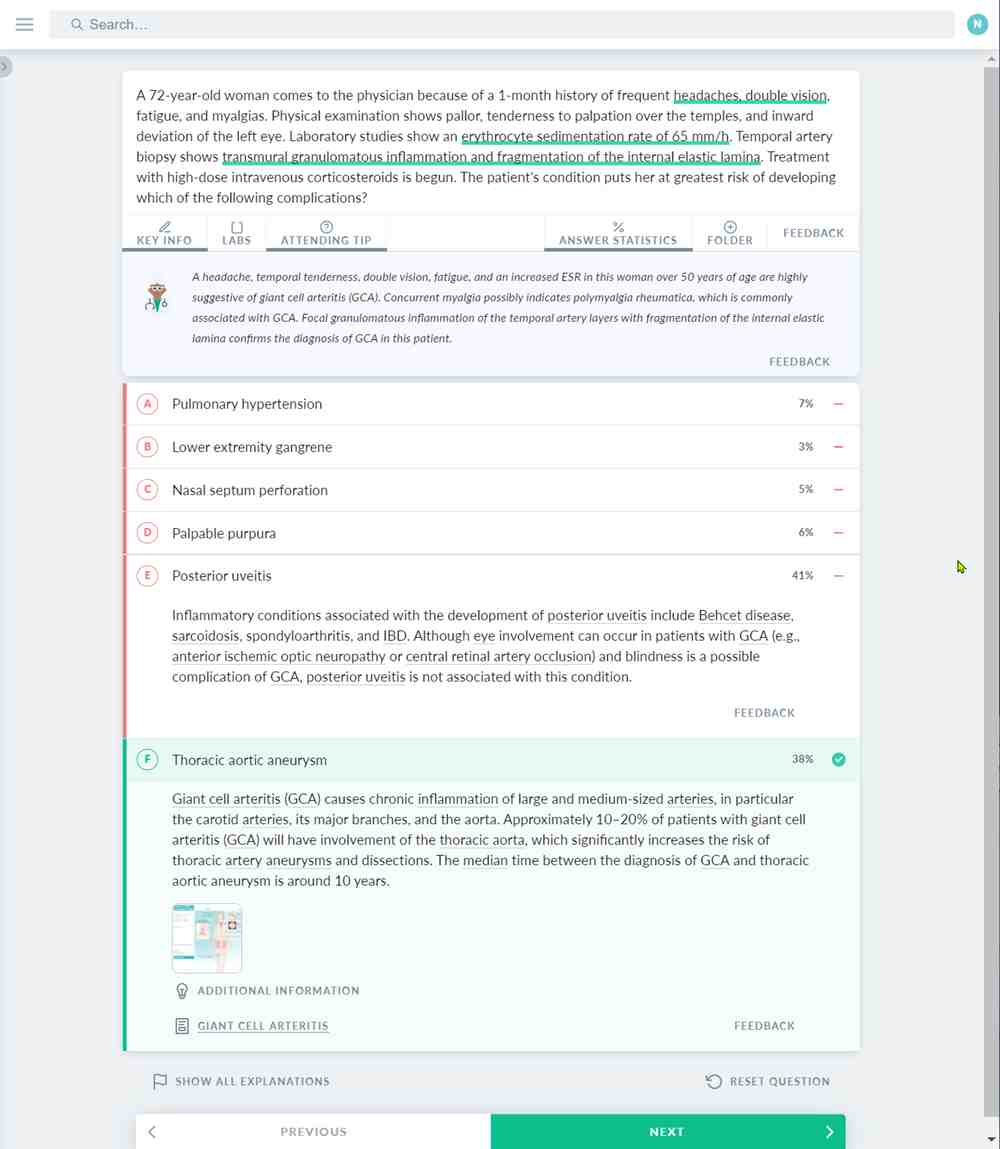 Search...
N
A 72-year-old woman comes to the physician because of a 1-month history of frequent headaches, double vision,
fatigue, and myalgias. Physical examination shows pallor, tenderness to palpation over the temples, and inward
deviation of the left eye. Laboratory studies show an erythrocyte sedimentation rate of 65 mm/h. Temporal artery
biopsy shows transmural granulomatous inflammation and fragmentation of the internal elastic lamina. Treatment
with high-dose intravenous corticosteroids is begun. The patient's condition puts her at greatest risk of developing
which of the following complications?
KEY INFO LABS ATTENDING TIP ANSWER STATISTICS FOLDER FEEDBACK
A headache, temporal tenderness, double vision, fatigue, and an increased ESR in this woman over 50 years of age are highly
suggestive of giant cell arteritis (GCA). Concurrent myalgia possibly indicates polymyalgia rheumatica, which is commonly
associated with GCA. Focal granulomatous inflammation of the temporal artery layers with fragmentation of the internal elastic
lamina confirms the diagnosis of GCA in this patient.
FEEDBACK
A Pulmonary hypertension 7%
B Lower extremity gangrene 3%
C Nasal septum perforation 5%
D Palpable purpura 6%
E Posterior uveitis 41%
Inflammatory conditions associated with the development of posterior uveitis include Behcet disease,
sarcoidosis, spondyloarthritis, and IBD. Although eye involvement can occur in patients with GCA (e.g.,
anterior ischemic optic neuropathy or central retinal artery occlusion) and blindness is a possible
complication of GCA, posterior uveitis is not associated with this condition.
FEEDBACK
F Thoracic aortic aneurysm 38%
Giant cell arteritis (GCA) causes chronic inflammation of large and medium-sized arteries, in particular
the carotid arteries, its major branches, and the aorta. Approximately 10–20% of patients with giant cell
arteritis (GCA) will have involvement of the thoracic aorta, which significantly increases the risk of
thoracic artery aneurysms and dissections. The median time between the diagnosis of GCA and thoracic
aortic aneurysm is around 10 years.
ADDITIONAL INFORMATION
GIANT CELL ARTERITIS FEEDBACK
SHOW ALL EXPLANATIONS RESET QUESTION
PREVIOUS NEXT